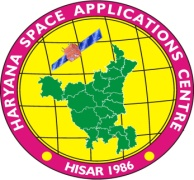 HARYANA SPACE APPLICATIONS CENTRE
HISAR 1986